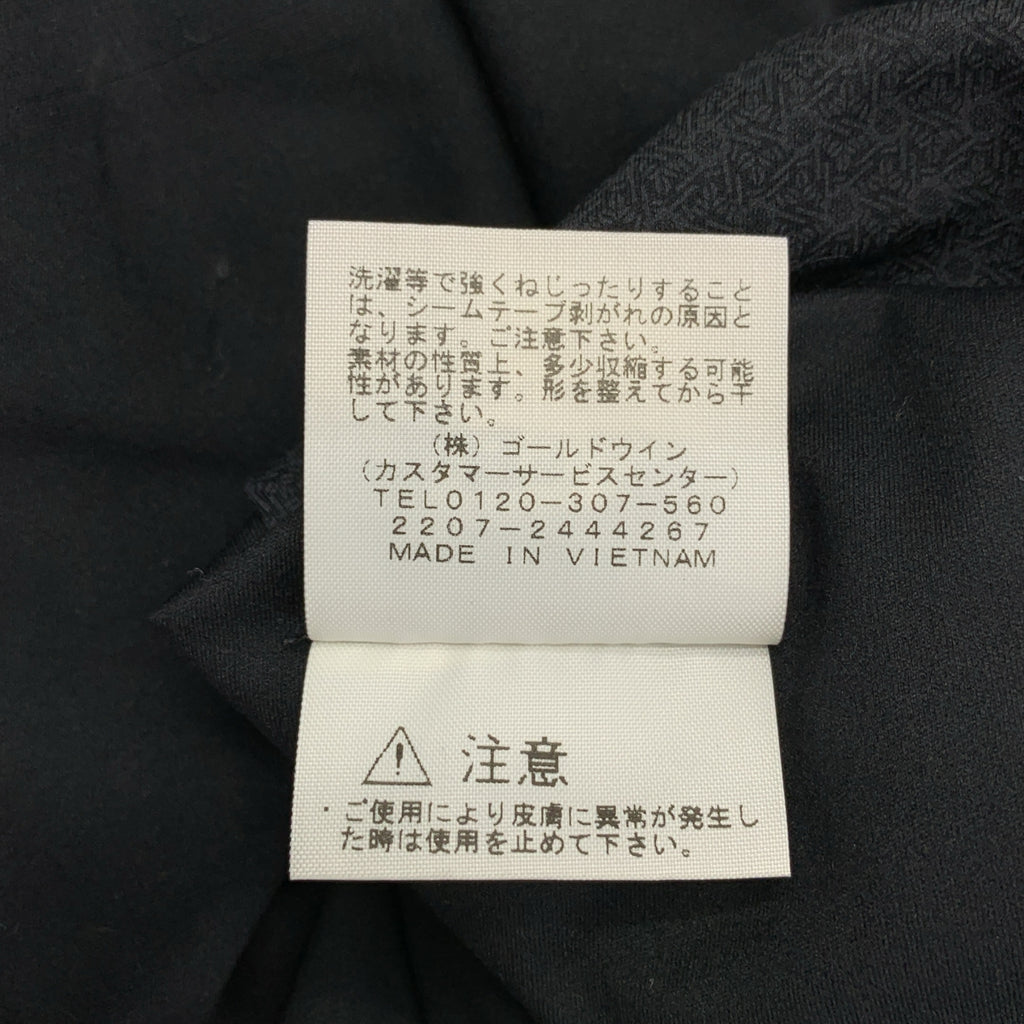 洗濯等で強くねじったりすること
は、シームテープ剥がれの原因と
なります。ご注意下さい。
素材の性質上、多少収縮する可能
性があります。形を整えてから干
して下さい。
（株）ゴールドウイン
（カスタマーサービスセンター）
TEL0120-307-560
2207-2444267
MADE IN VIETNAM
注意
・ご使用により皮膚に異常が発生し
た時は使用を止めて下さい。